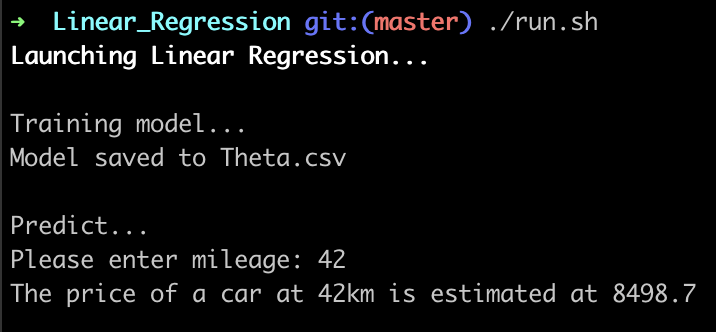 ➜  Linear_Regression git:(master) ./run.sh
Launching Linear Regression...
Training model...
Model saved to Theta.csv
Predict...
Please enter mileage: 42
The price of a car at 42km is estimated at 8498.7